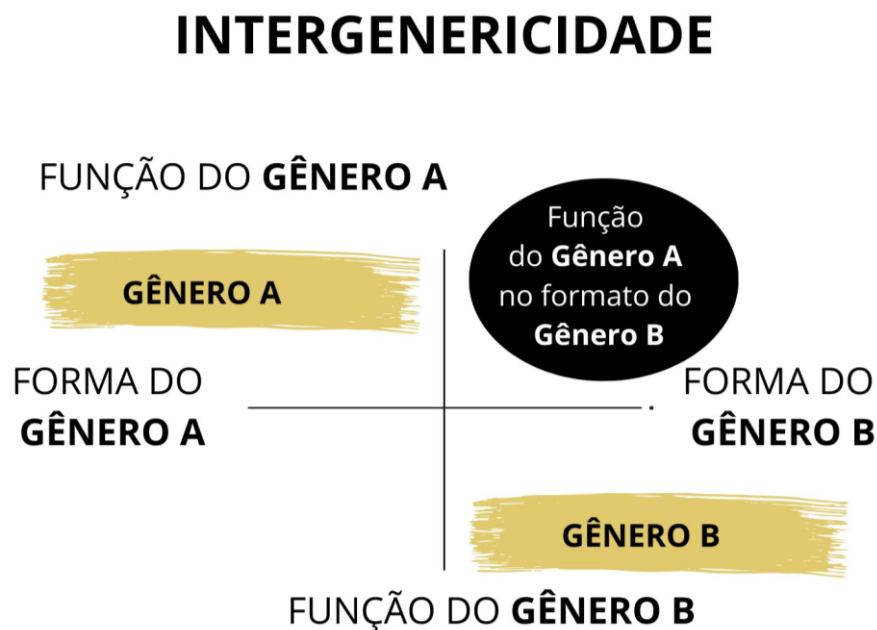 INTERGENERICIDADE
FUNÇÃO DO GÊNERO A
Função
do Gênero A
no formato do
Gênero B
GÊNERO A
FORMA DO
GÊNERO A
FORMA DO
GÊNERO B
GÊNERO B
FUNÇÃO DO GÊNERO B